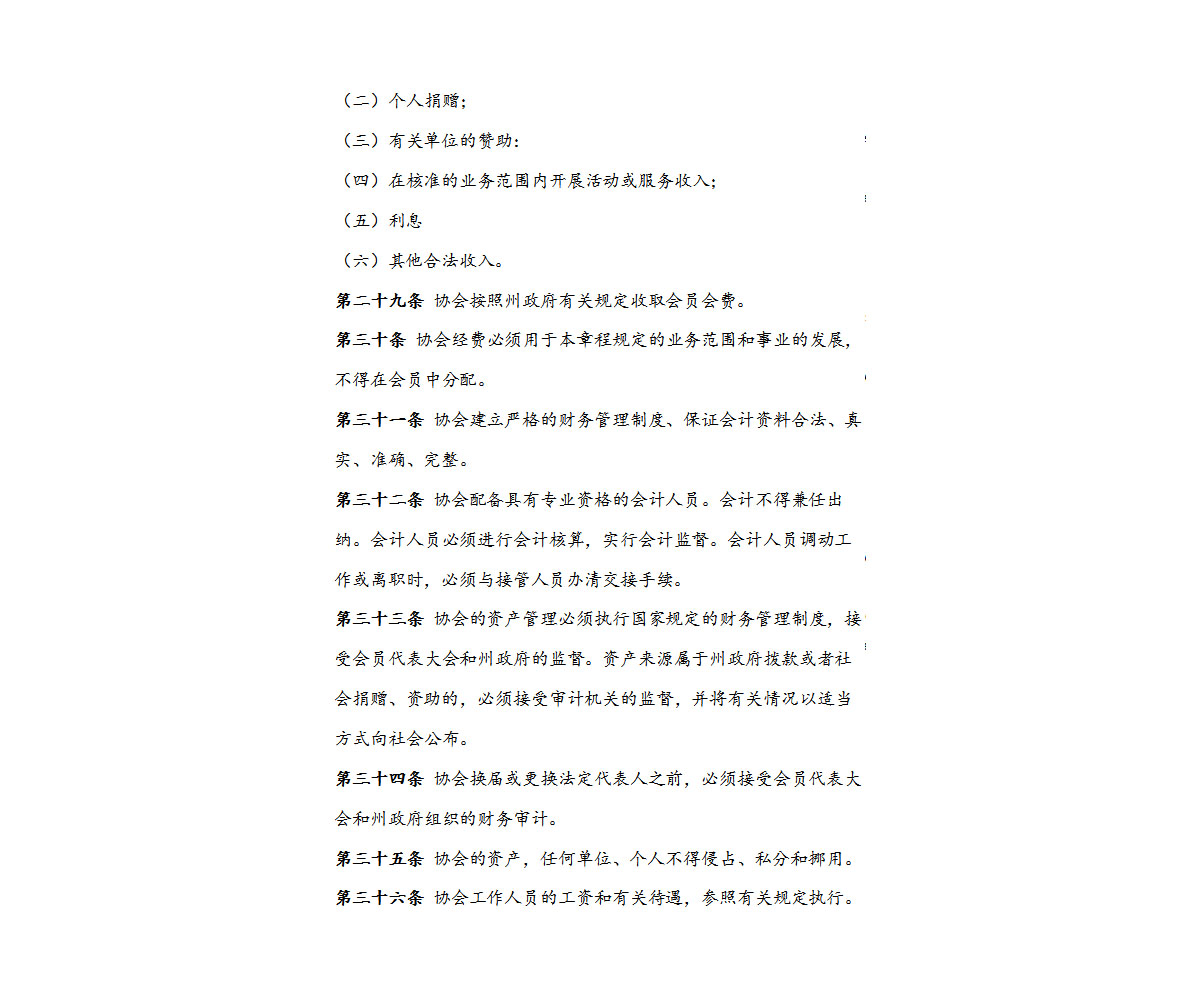 （二）个人捐赠；
（三）有关单位的赞助：
（四）在核准的业务范围内开展活动或服务收入；
（五）利息
（六）其他合法收入。
第二十九条 协会按照州政府有关规定收取会员会费。
第三十条 协会经费必须用于本章程规定的业务范围和事业的发展，
不得在会员中分配。
第三十一条 协会建立严格的财务管理制度、保证会计资料合法、真
实、准确、完整。
第三十二条 协会配备具有专业资格的会计人员。会计不得兼任出
纳。会计人员必须进行会计核算，实行会计监督。会计人员调动工
作或离职时，必须与接管人员办清交接手续。
第三十三条 协会的资产管理必须执行国家规定的财务管理制度，接
受会员代表大会和州政府的监督。资产来源属于州政府拨款或者社
会捐赠、资助的，必须接受审计机关的监督，并将有关情况以适当
方式向社会公布。
第三十四条 协会换届或更换法定代表人之前，必须接受会员代表大
会和州政府组织的财务审计。
第三十五条 协会的资产，任何单位、个人不得侵占、私分和挪用。
第三十六条 协会工作人员的工资和有关待遇，参照有关规定执行。